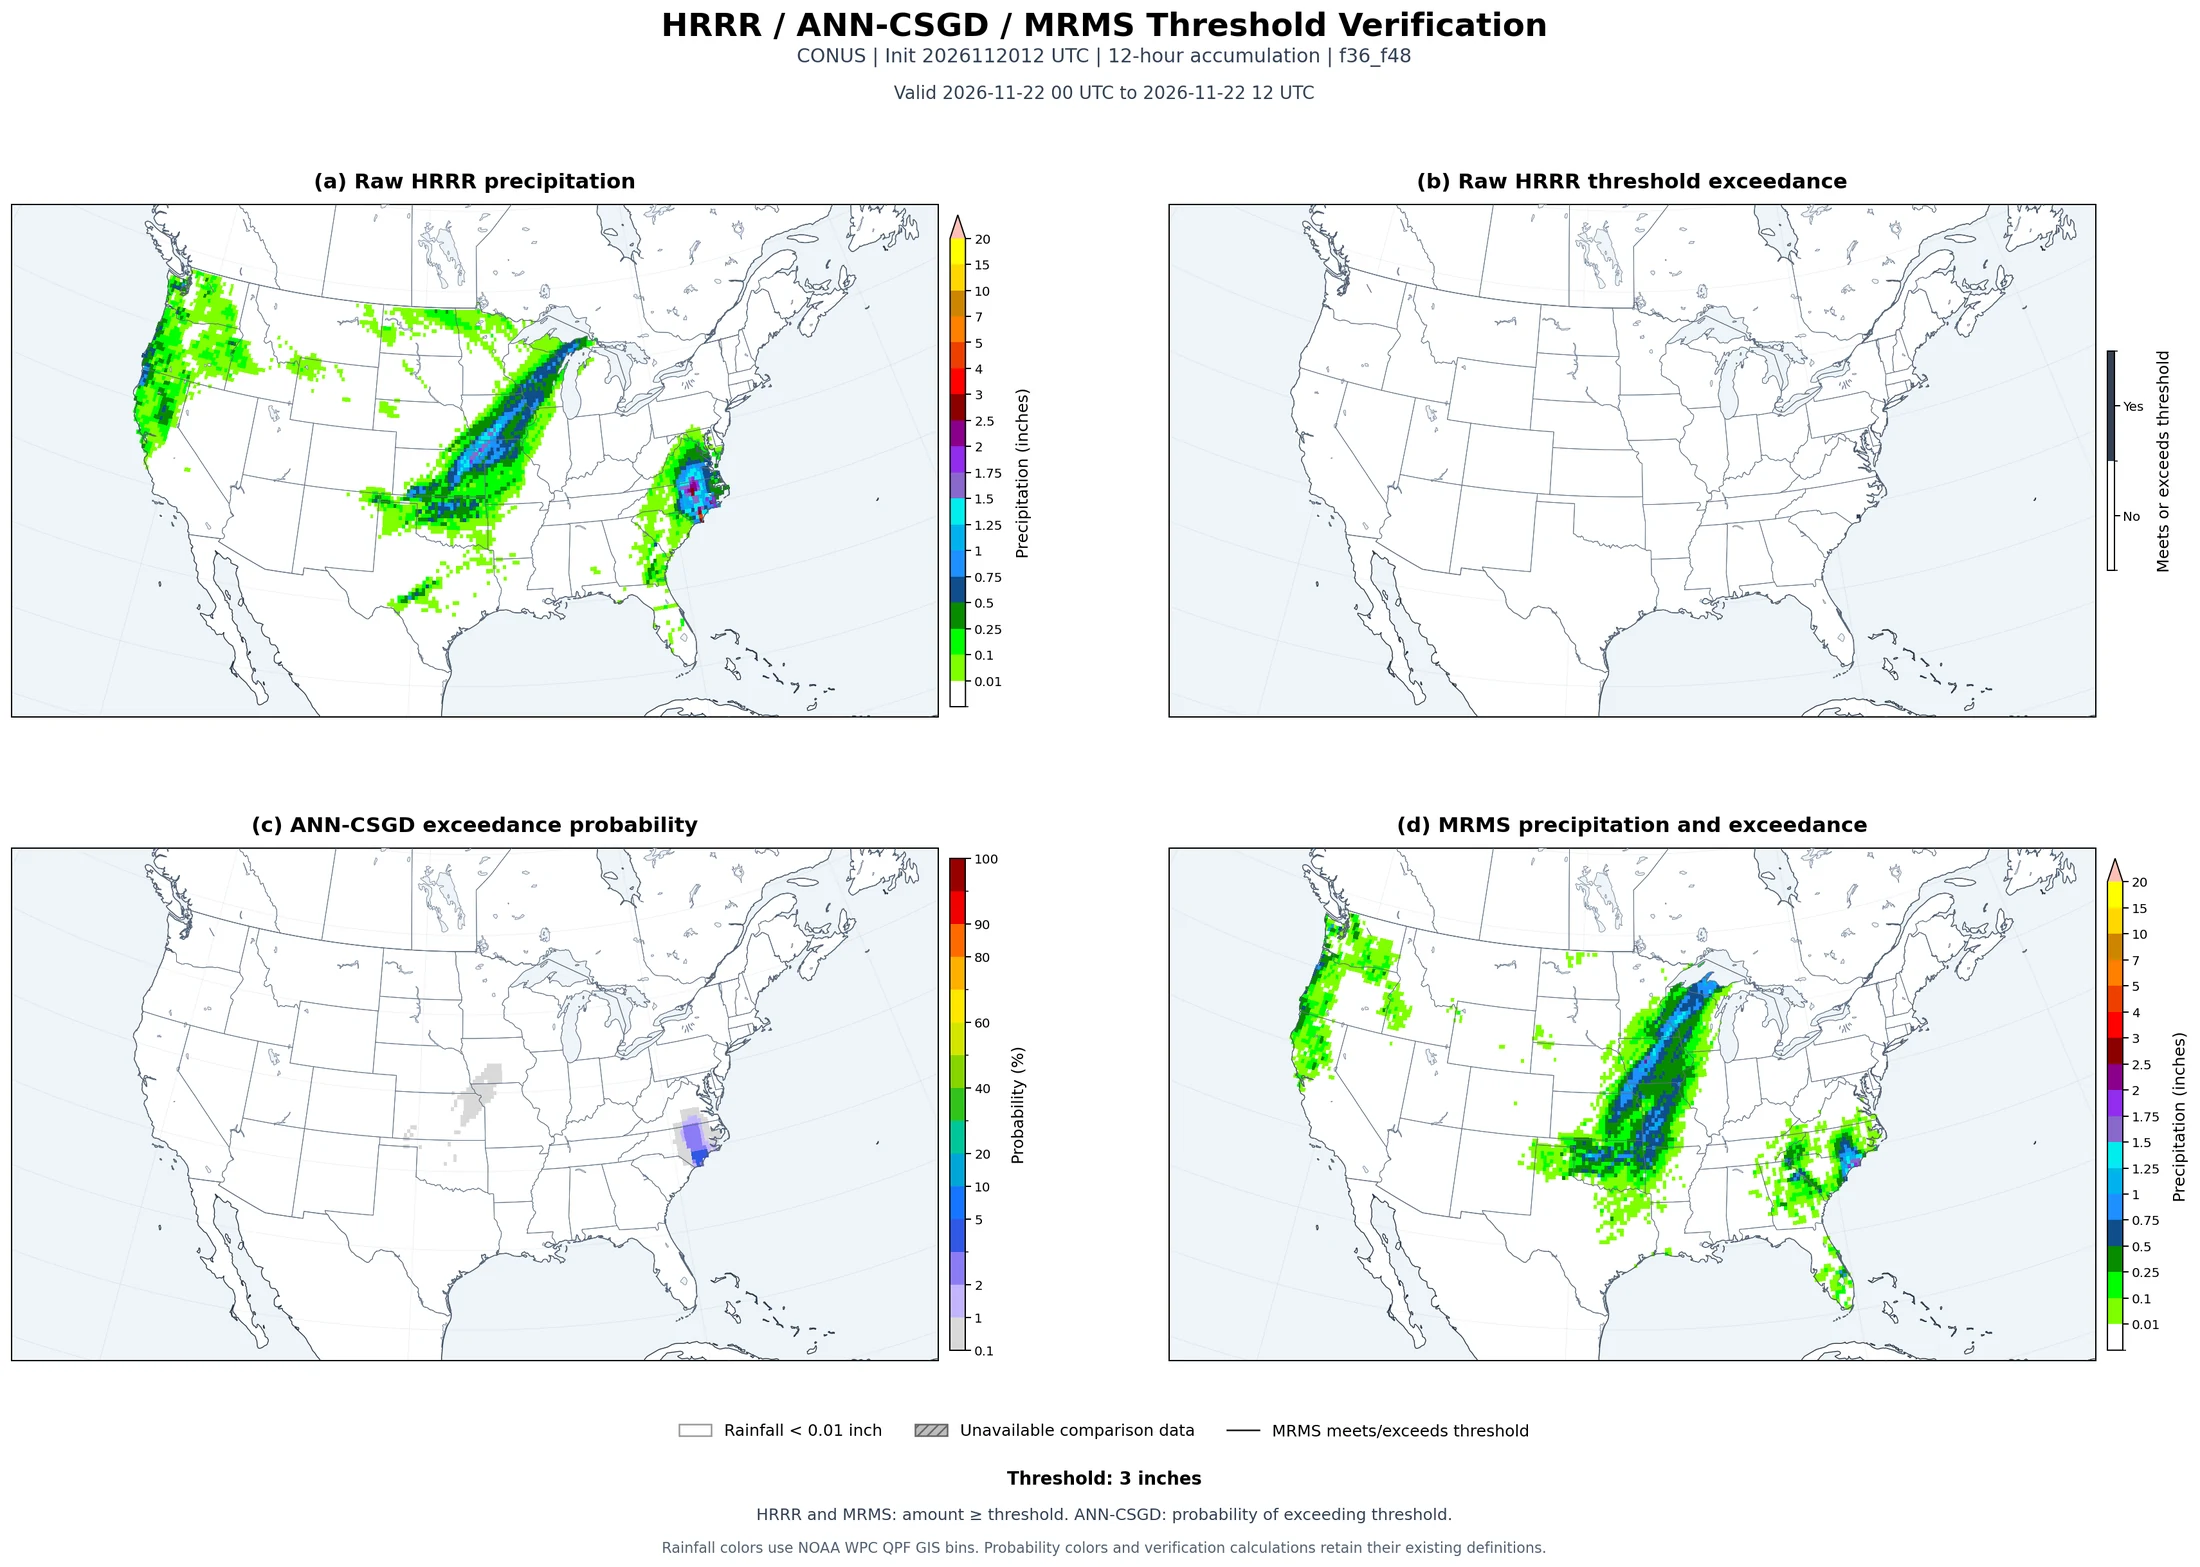 HRRR / ANN-CSGD / MRMS Threshold Verification
CONUS | Init 2026112012 UTC | 12-hour accumulation | f36_f48
Valid 2026-11-22 00 UTC to 2026-11-22 12 UTC
(a) Raw HRRR precipitation
20
15
10
7
5
4
3
2.5
2
1.75
1.5
1.25
1
0.75
0.5
0.25
0.1
0.01
Precipitation (inches)
(b) Raw HRRR threshold exceedance
Yes
No
Meets or exceeds threshold
(c) ANN-CSGD exceedance probability
100
90
80
60
40
20
10
5
2
1
0.1
Probability (%)
(d) MRMS precipitation and exceedance
20
15
10
7
5
4
3
2.5
2
1.75
1.5
1.25
1
0.75
0.5
0.25
0.1
0.01
Precipitation (inches)
Rainfall < 0.01 inch
Unavailable comparison data
MRMS meets/exceeds threshold
Threshold: 3 inches
HRRR and MRMS: amount ≥ threshold. ANN-CSGD: probability of exceeding threshold.
Rainfall colors use NOAA WPC QPF GIS bins. Probability colors and verification calculations retain their existing definitions.